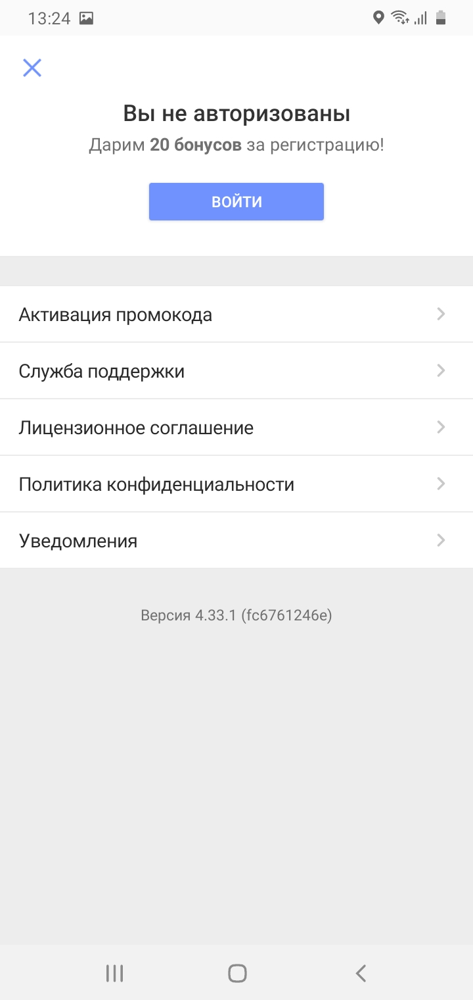 13:24
Вы не авторизованы
Дарим 20 бонусов за регистрацию!
ВОЙТИ
Активация промокода
Служба поддержки
Лицензионное соглашение
Политика конфиденциальности
Уведомления
Версия 4.33.1 (fc6761246e)